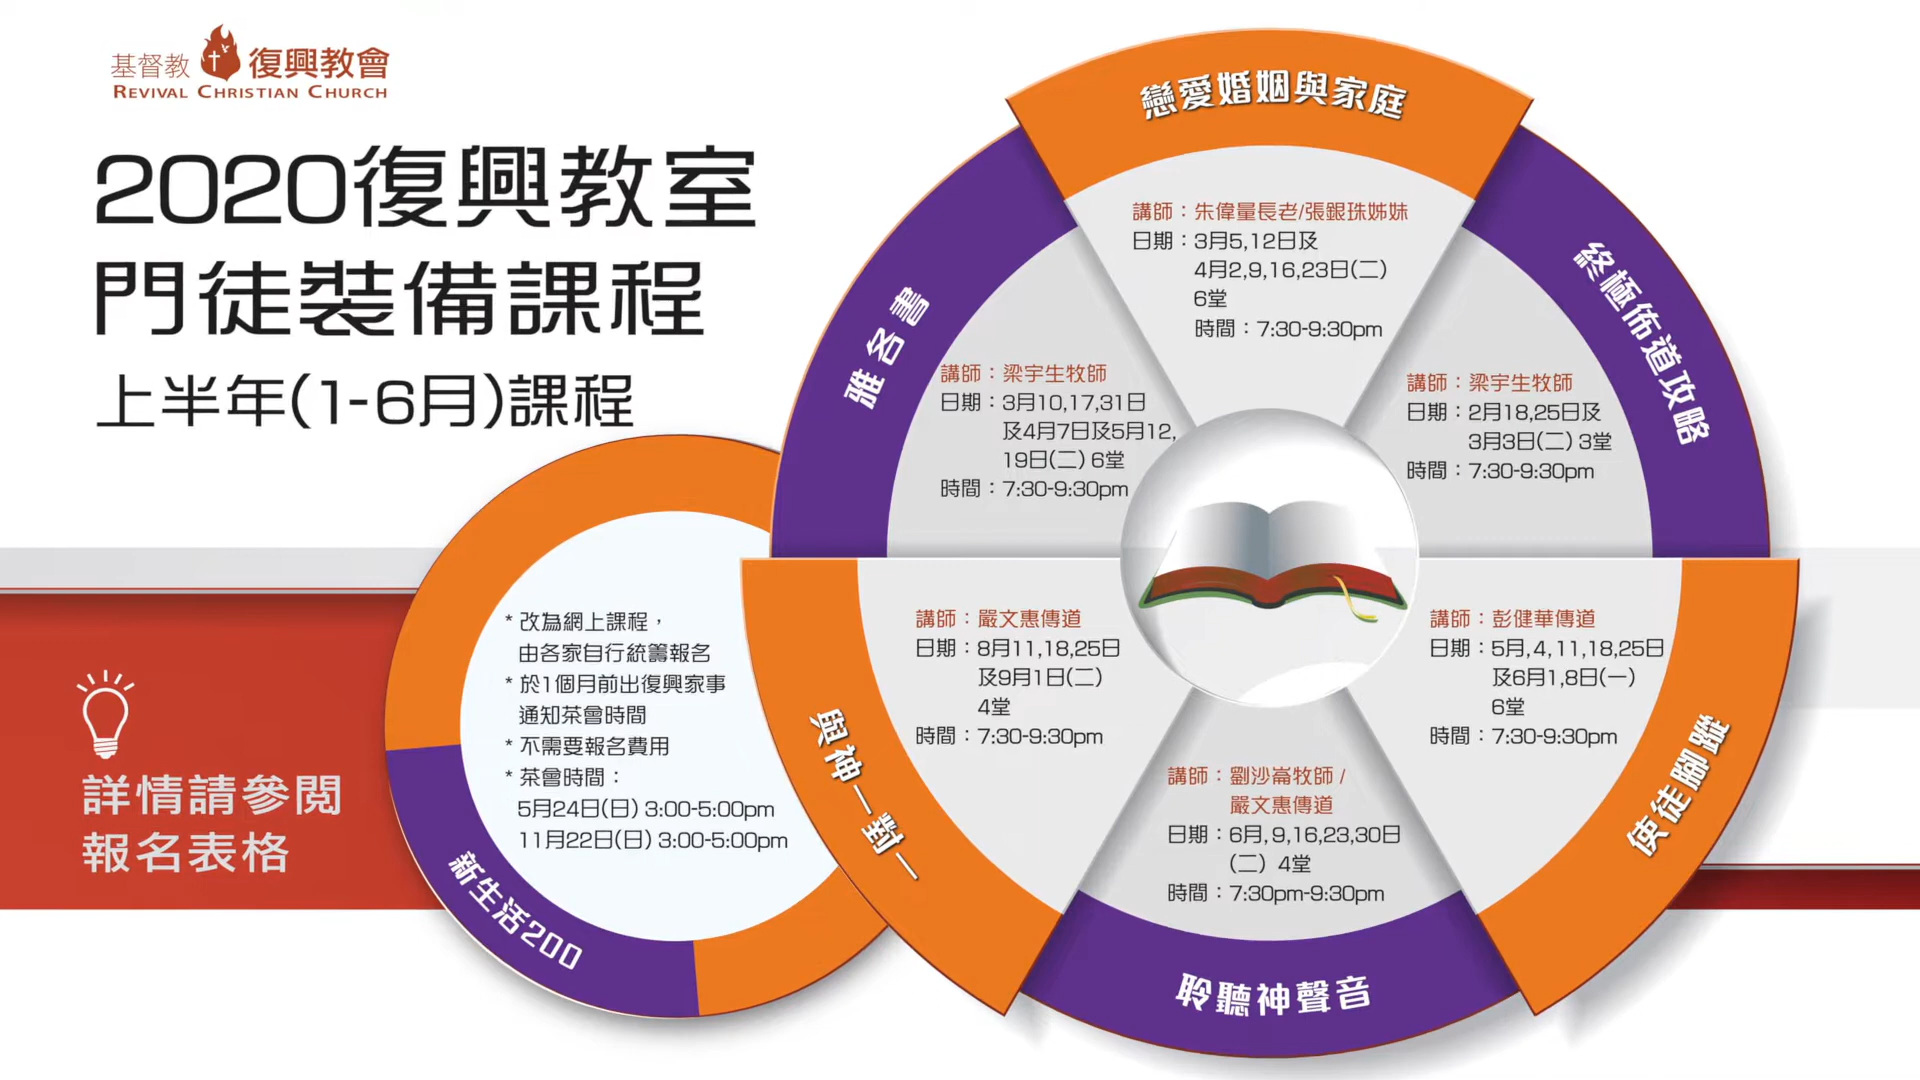 基督教 復興教會
REVIVAL CHRISTIAN CHURCH
2020復興教室
門徒裝備課程
上半年(1-6月)課程
詳情請參閱
報名表格
* 改為網上課程，
由各家自行統籌報名
* 於1個月前出復興家事
通知茶會時間
* 不需要報名費用
* 茶會時間：
5月24日(日) 3:00-5:00pm
11月22日(日) 3:00-5:00pm
新生活200
戀愛婚姻與家庭
講師：朱偉量長老/張銀珠姊妹
日期：3月5,12日及
4月2,9,16,23日(二)
6堂
時間：7:30-9:30pm
終極佈道攻略
講師：梁宇生牧師
日期：2月18,25日及
3月3日(二) 3堂
時間：7:30-9:30pm
使徒腳蹤
講師：彭健華傳道
日期：5月,4,11,18,25日
及6月1,8日(一)
6堂
時間：7:30-9:30pm
聆聽神聲音
講師：劉沙崙牧師 /
嚴文惠傳道
日期：6月,9,16,23,30日
(二) 4堂
時間：7:30pm-9:30pm
與神一對一
講師：嚴文惠傳道
日期：8月11,18,25日
及9月1日(二)
4堂
時間：7:30-9:30pm
雅各書
講師：梁宇生牧師
日期：3月10,17,31日
及4月7日及5月12,
19日(二) 6堂
時間：7:30-9:30pm